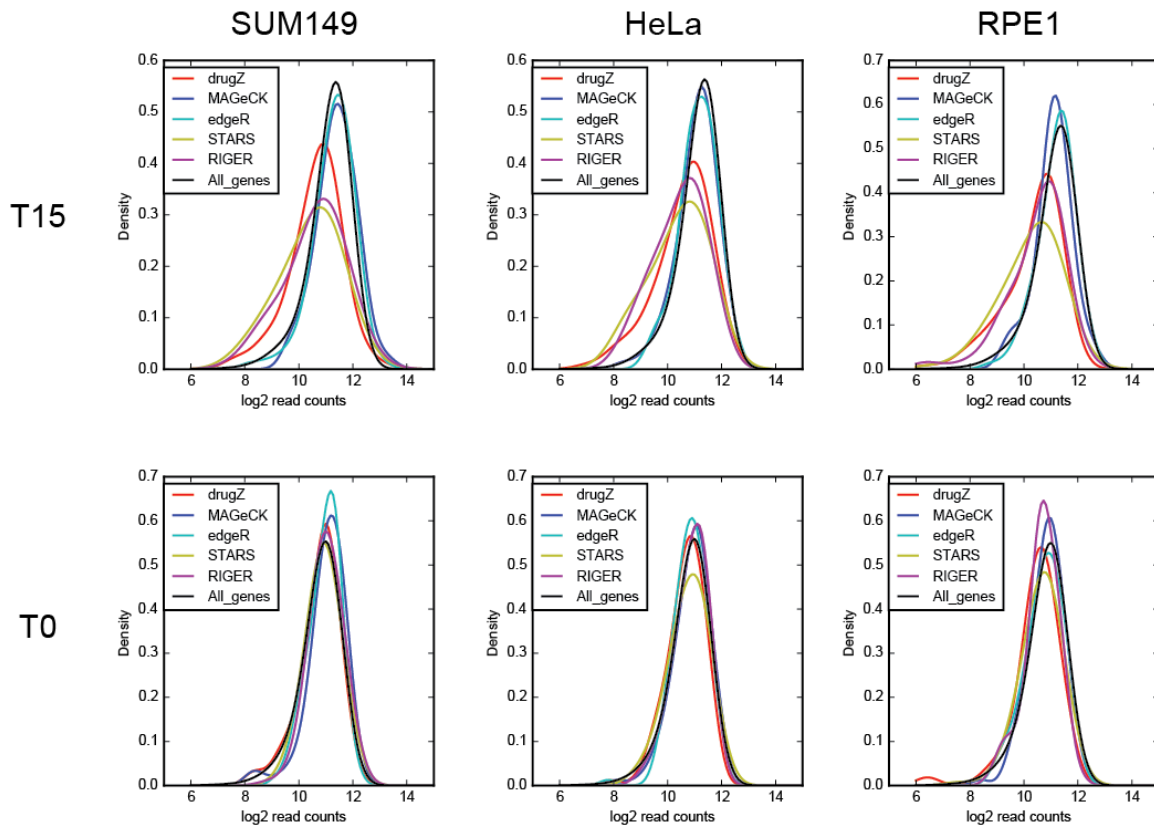 SUM149 HeLa RPE1
T15
0.6
0.5
0.4
0.3
0.2
0.1
0.0
Density
drugZ
MAGeCK
edgeR
STARS
RIGER
All_genes
6 8 10 12 14
log2 read counts
0.6
0.5
0.4
0.3
0.2
0.1
0.0
Density
drugZ
MAGeCK
edgeR
STARS
RIGER
All_genes
6 8 10 12 14
log2 read counts
0.7
0.6
0.5
0.4
0.3
0.2
0.1
0.0
Density
drugZ
MAGeCK
edgeR
STARS
RIGER
All_genes
6 8 10 12 14
log2 read counts
T0
0.7
0.6
0.5
0.4
0.3
0.2
0.1
0.0
Density
drugZ
MAGeCK
edgeR
STARS
RIGER
All_genes
6 8 10 12 14
log2 read counts
0.7
0.6
0.5
0.4
0.3
0.2
0.1
0.0
Density
drugZ
MAGeCK
edgeR
STARS
RIGER
All_genes
6 8 10 12 14
log2 read counts
0.7
0.6
0.5
0.4
0.3
0.2
0.1
0.0
Density
drugZ
MAGeCK
edgeR
STARS
RIGER
All_genes
6 8 10 12 14
log2 read counts